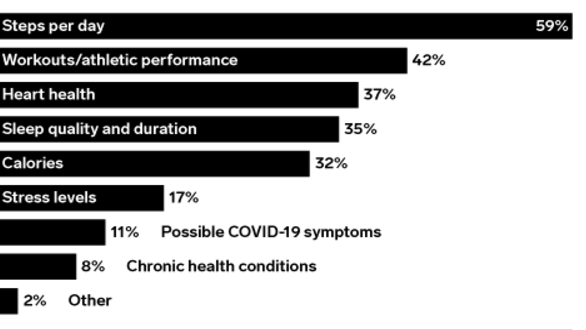 Steps per day 59%
Workouts/athletic performance 42%
Heart health 37%
Sleep quality and duration 35%
Calories 32%
Stress levels 17%
11% Possible COVID-19 symptoms
8% Chronic health conditions
2% Other